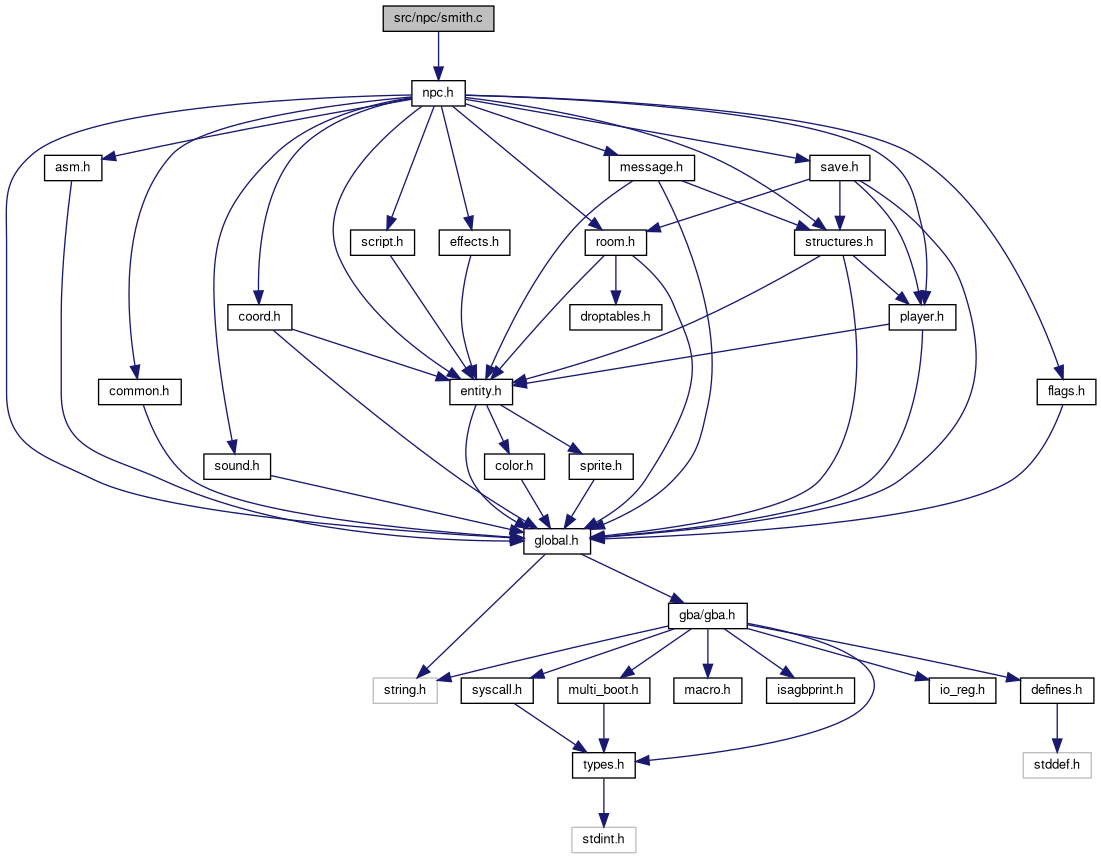 src/npc/smith.c
npc.h
asm.h
message.h
save.h
script.h
effects.h
room.h
structures.h
coord.h
droptables.h
player.h
common.h
entity.h
flags.h
sound.h
color.h
sprite.h
global.h
gba/gba.h
string.h
syscall.h
multi_boot.h
macro.h
isagbprint.h
io_reg.h
defines.h
types.h
stddef.h
stdint.h